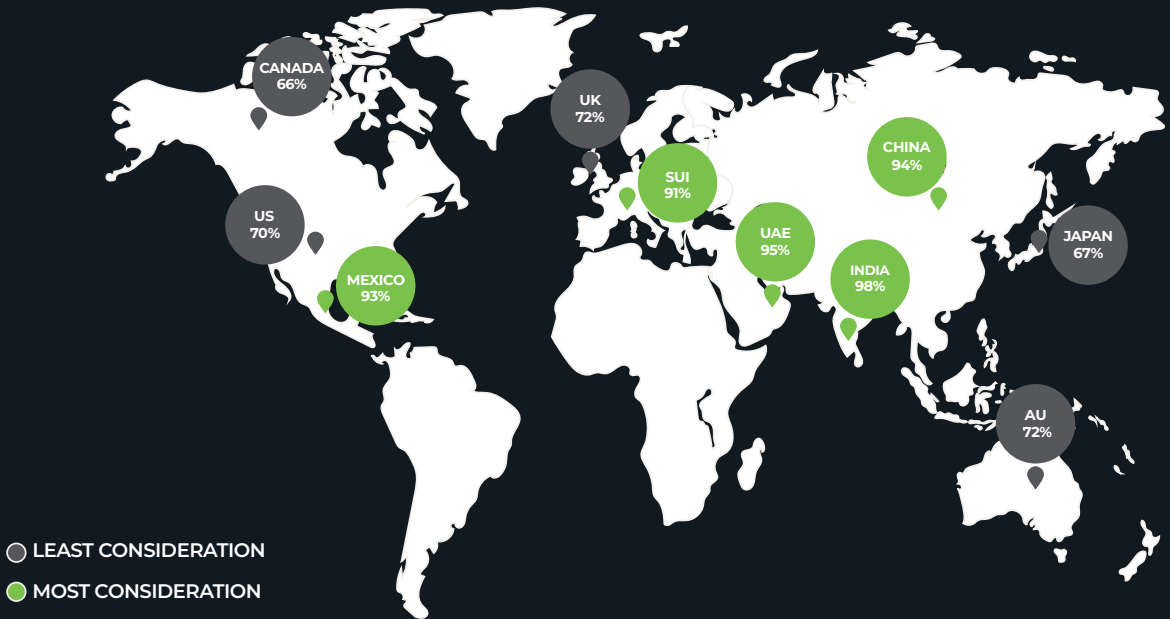 CANADA
66%
UK
72%
CHINA
94%
SUI
91%
US
70%
UAE
95%
JAPAN
67%
MEXICO
93%
INDIA
98%
AU
72%
LEAST CONSIDERATION
MOST CONSIDERATION